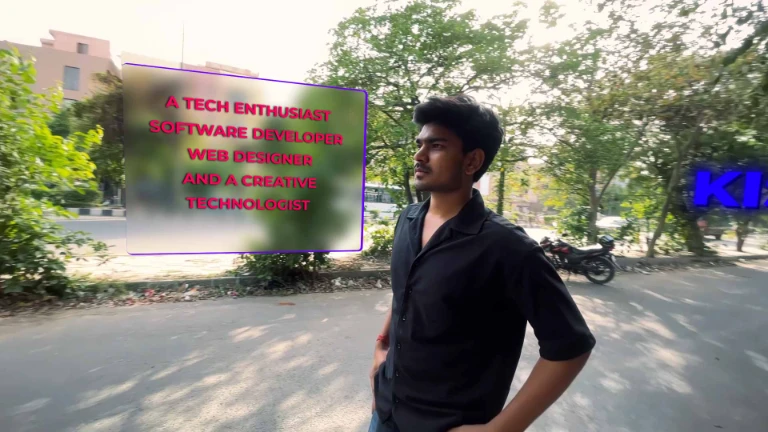 A TECH ENTHUSIAST
SOFTWARE DEVELOPER
WEB DESIGNER
AND A CREATIVE
TECHNOLOGIST